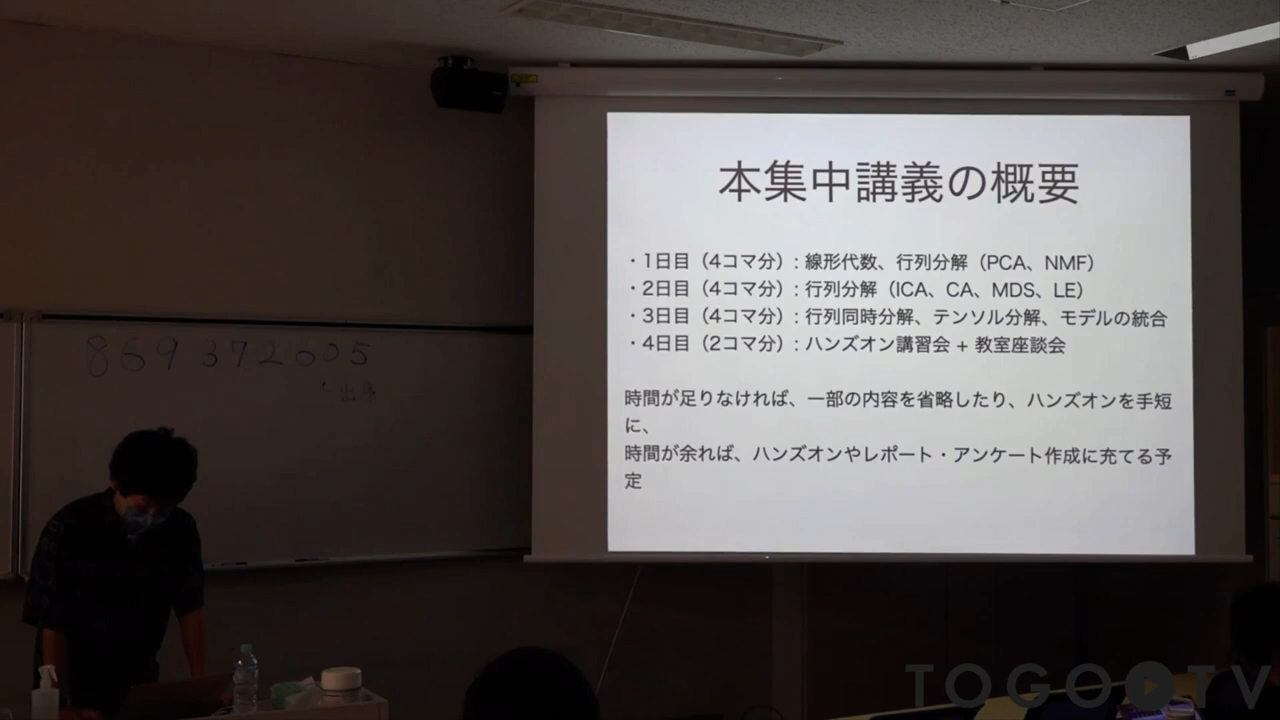 本集中講義の概要
・1日目（4コマ分）: 線形代数、行列分解（PCA、NMF）
・2日目（4コマ分）: 行列分解（ICA、CA、MDS、LE）
・3日目（4コマ分）: 行列同時分解、テンソル分解、モデルの統合
・4日目（2コマ分）: ハンズオン講習会 + 教室座談会
時間が足りなければ、一部の内容を省略したり、ハンズオンを手短
に、
時間が余れば、ハンズオンやレポート・アンケート作成に充てる予
定
869 372 605
出席
TOGO TV